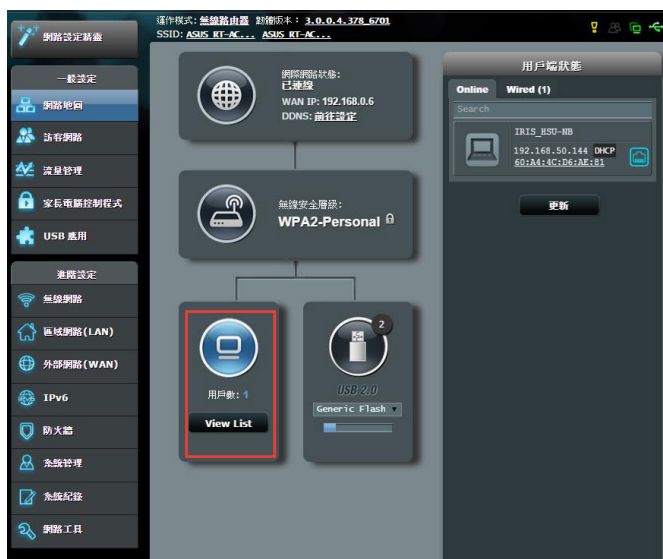 網路設定精靈
一般設定
網路地圖
訪客網路
流量管理
家長電腦控制程式
USB 應用
進階設定
無線網路
區域網路(LAN)
外部網路(WAN)
IPv6
防火牆
系統管理
系統紀錄
網路工具
運作模式: 無線路由器 韌體版本: 3.0.0.4.378_6701
SSID: ASUS RT-AC... ASUS RT-AC...
網際網路狀態:
已連線
WAN IP: 192.168.0.6
DDNS: 前往設定
無線安全層級:
WPA2-Personal
用戶數: 1
View List
2
USB 2.0
Generic Flash
用戶端狀態
Online Wired (1)
Search
IRIS_HSU-NB
192.168.50.144 DHCP
60:A4:4C:D6:AE:81
更新